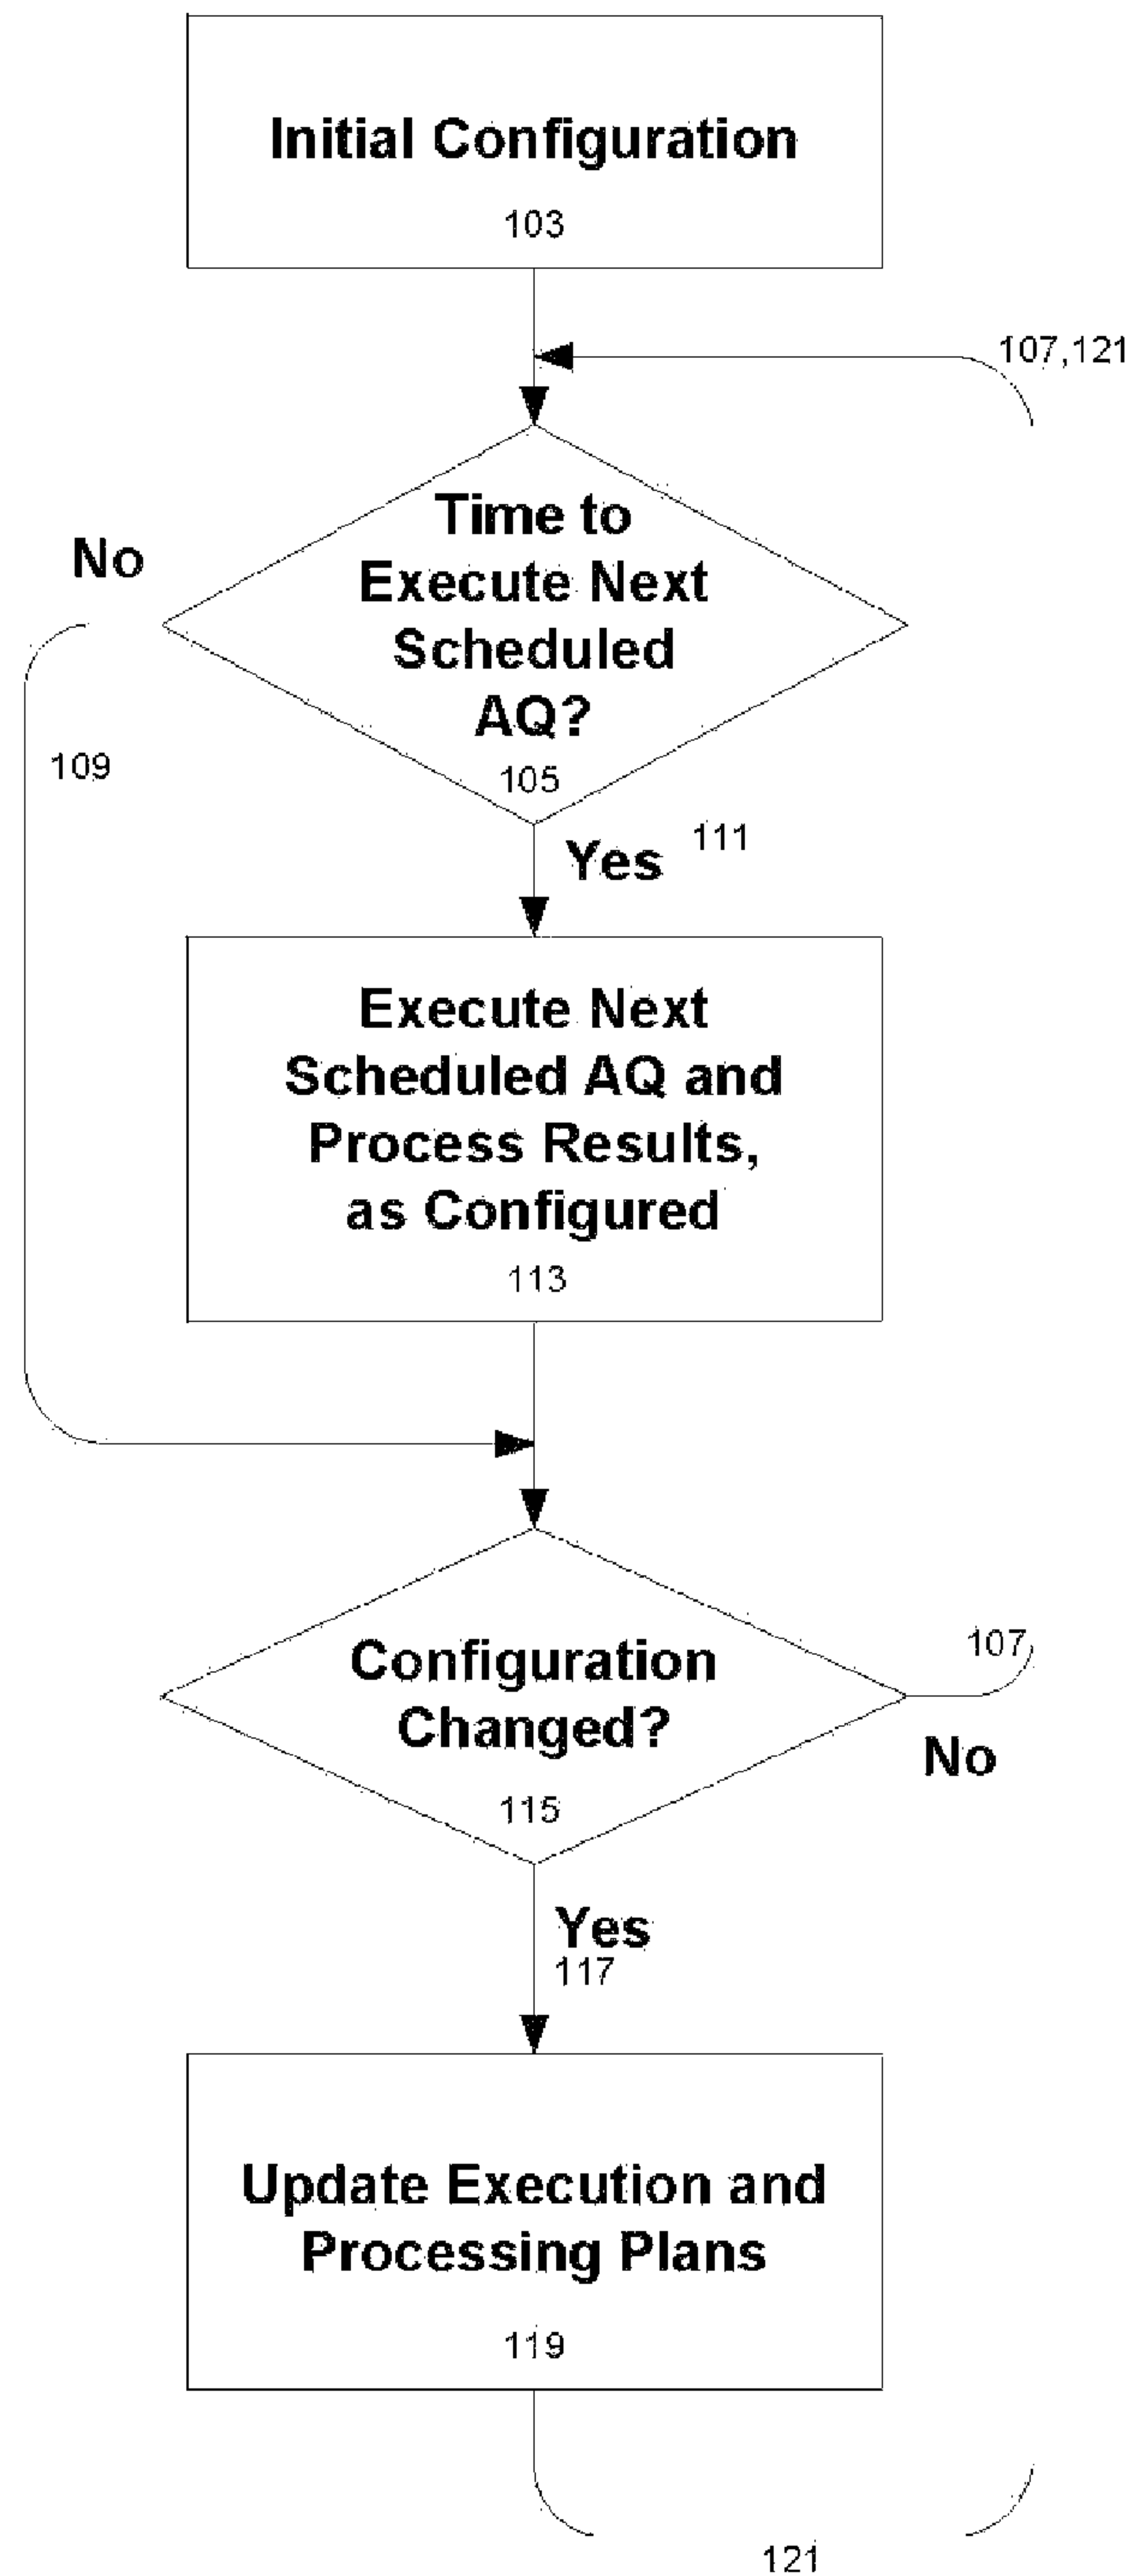 Initial Configuration
103
107,121
Time to
Execute Next
Scheduled
AQ?
105
No
109
Yes 111
Execute Next
Scheduled AQ and
Process Results,
as Configured
113
Configuration
Changed?
115
107
No
Yes
117
Update Execution and
Processing Plans
119
121